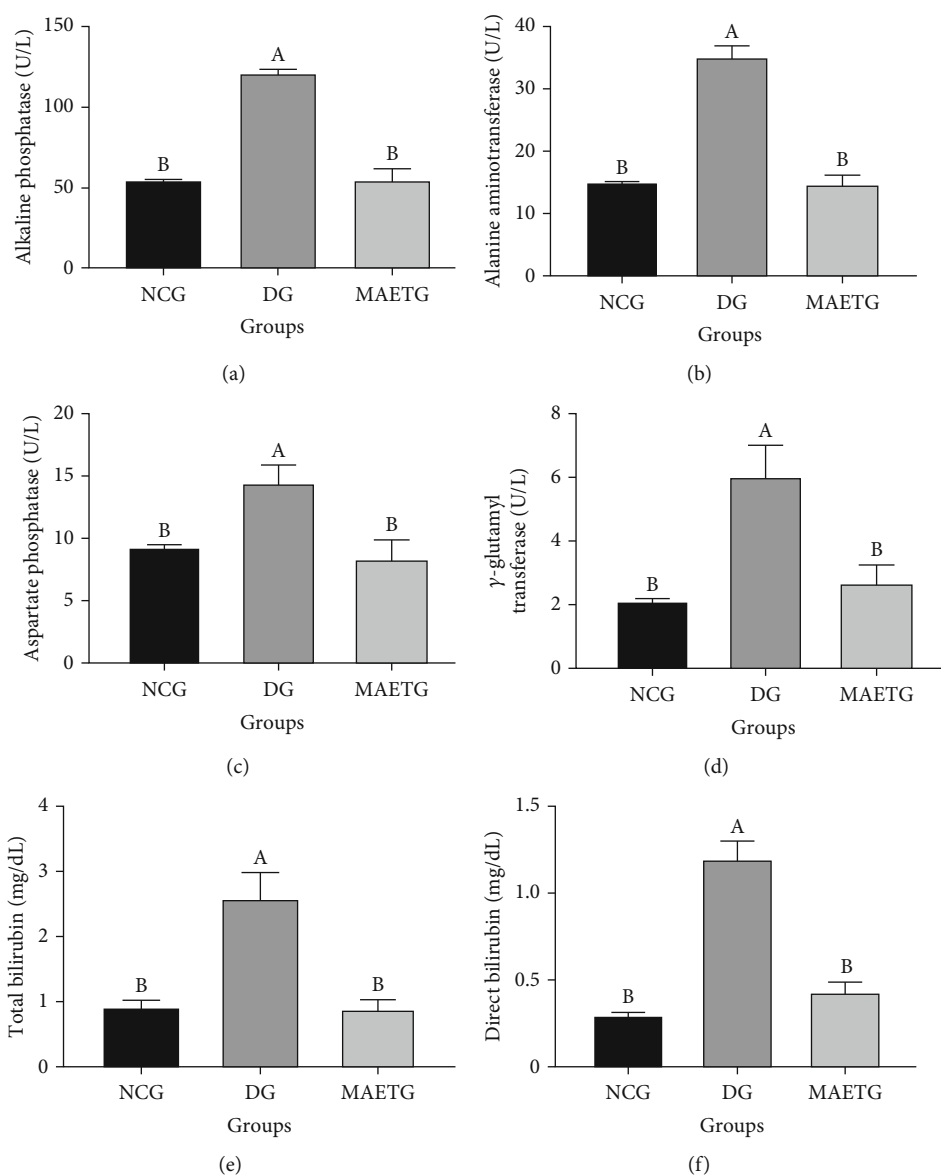 Alkaline phosphatase (U/L)
150
100
50
0
B
A
B
NCG
DG
MAETG
Groups
(a)
Alanine aminotransferase (U/L)
40
30
20
10
0
B
A
B
NCG
DG
MAETG
Groups
(b)
Aspartate phosphatase (U/L)
20
15
10
5
0
B
A
B
NCG
DG
MAETG
Groups
(c)
γ-glutamyl
transferase (U/L)
8
6
4
2
0
B
A
B
NCG
DG
MAETG
Groups
(d)
Total bilirubin (mg/dL)
4
3
2
1
0
B
A
B
NCG
DG
MAETG
Groups
(e)
Direct bilirubin (mg/dL)
1.5
1.0
0.5
0
B
A
B
NCG
DG
MAETG
Groups
(f)